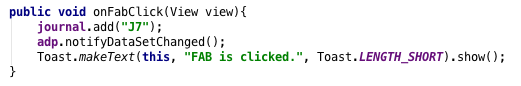 public void onFabClick(View view){
    journal.add("J7");
    adp.notifyDataSetChanged();
    Toast.makeText(this, "FAB is clicked.", Toast.LENGTH_SHORT).show();
}